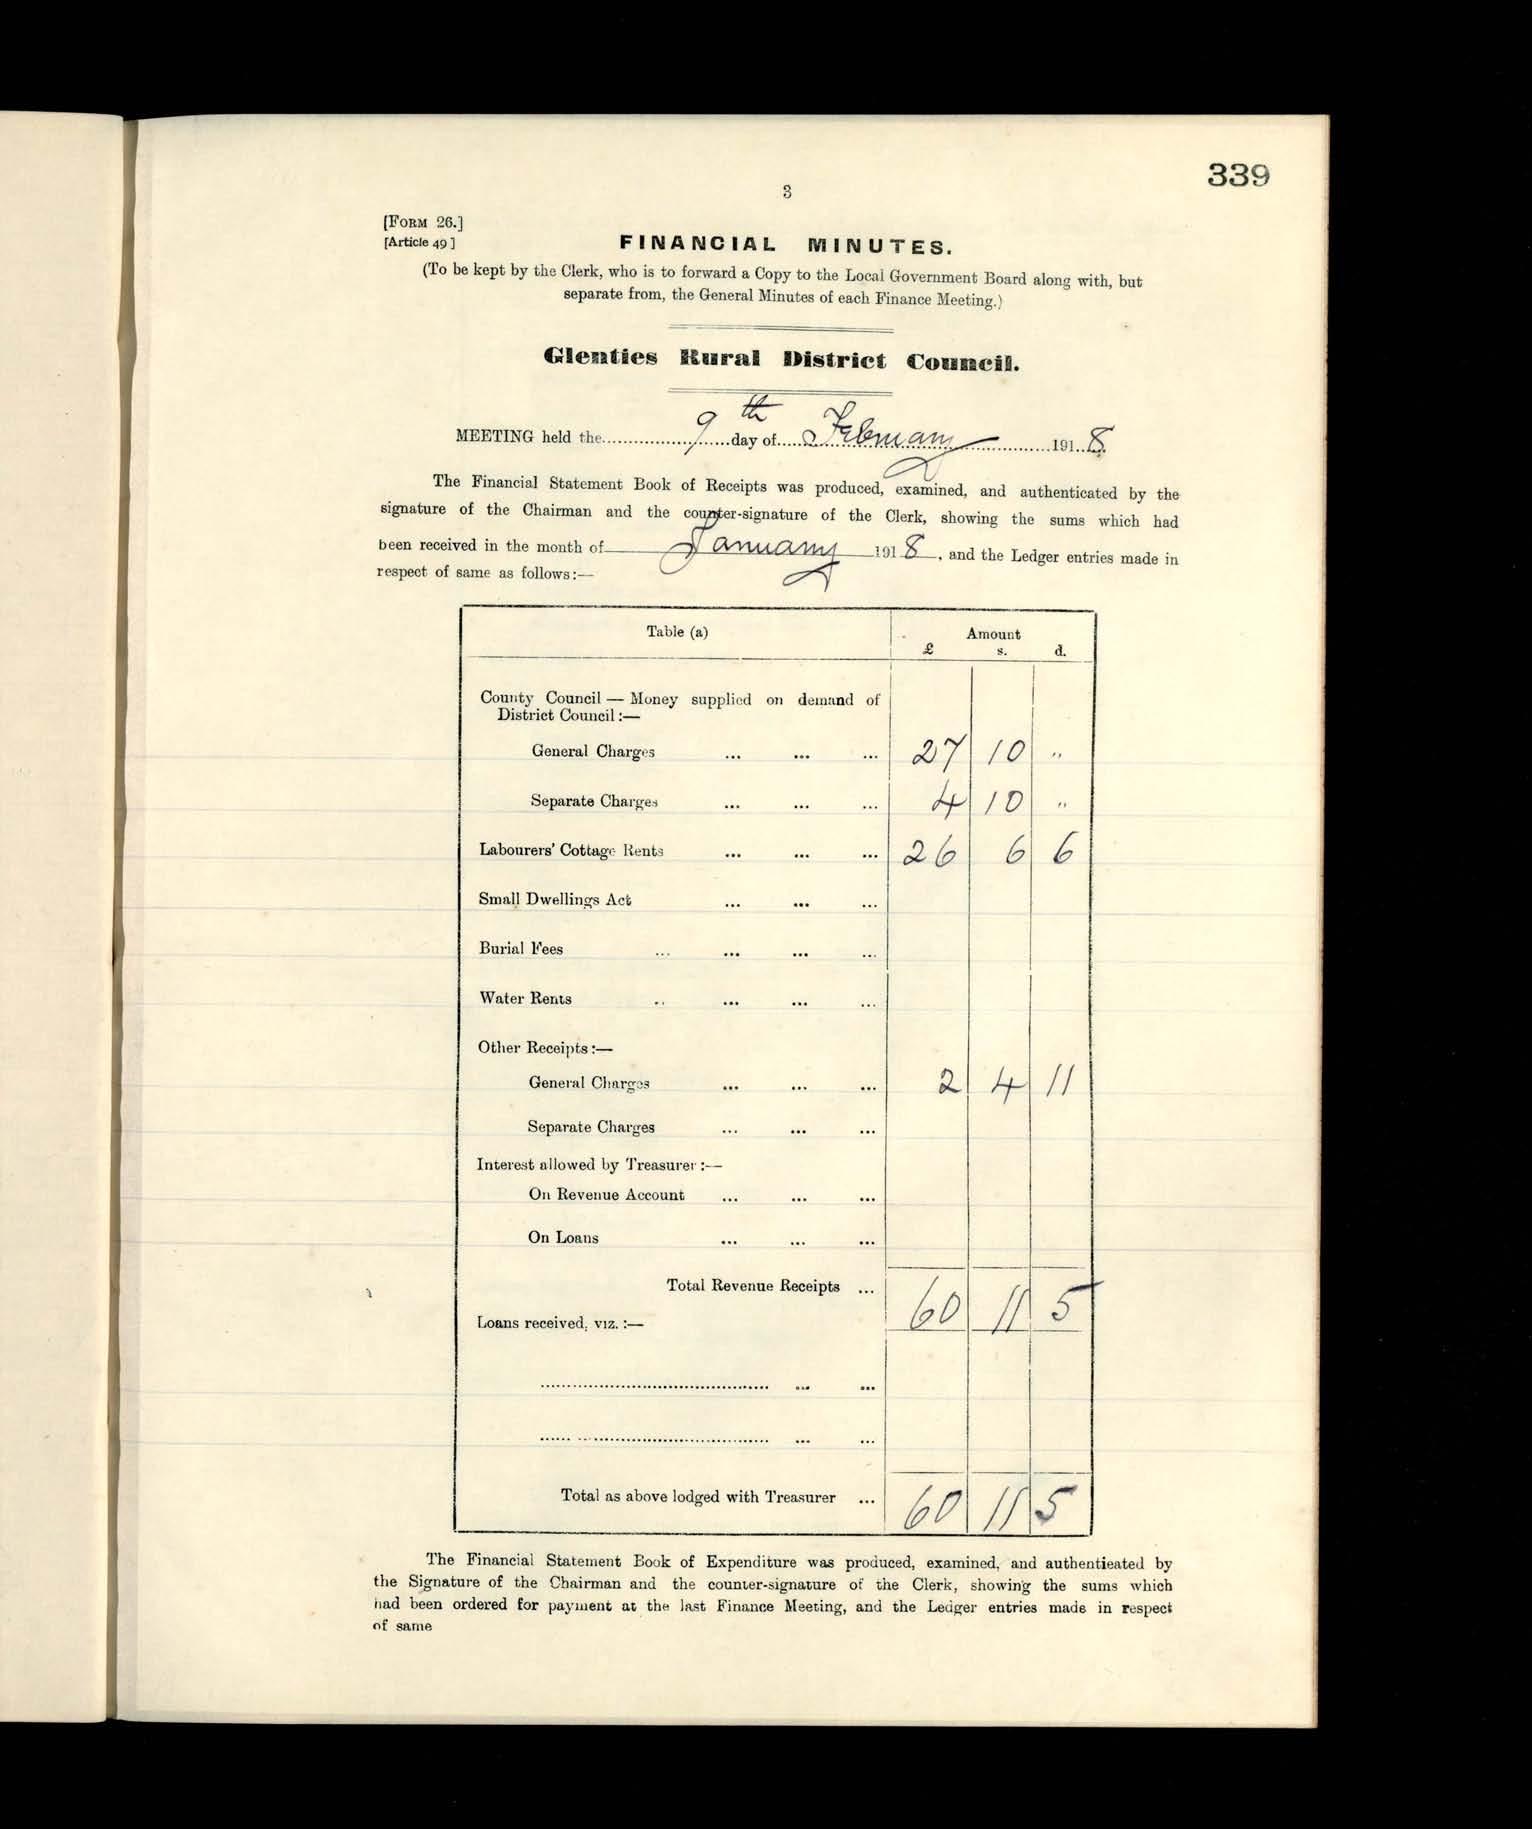 339
3
[FORM 26.]
[Article 49]
FINANCIAL MINUTES.
(To be kept by the Clerk, who is to forward a Copy to the Local Government Board along with, but
separate from, the General Minutes of each Finance Meeting.)
Glenties Rural District Council.
MEETING held the 9th day of February 1918
The Financial Statement Book of Receipts was produced, examined, and authenticated by the
signature of the Chairman and the counter-signature of the Clerk, showing the sums which had
been received in the month of January 1918, and the Ledger entries made in
respect of same as follows:—
Table (a) Amount
£ s. d.
County Council — Money supplied on demand of
District Council:—
General Charges ... ... ... 27 10 "
Separate Charges ... ... ... 4 10 "
Labourers' Cottage Rents ... ... ... 26 6 6
Small Dwellings Act ... ... ...
Burial Fees ... ... ... ...
Water Rents .. ... ... ...
Other Receipts:—
General Charges ... ... ... 2 4 11
Separate Charges ... ... ...
Interest allowed by Treasurer:—
On Revenue Account ... ... ...
On Loans ... ... ...
Total Revenue Receipts ... 60 11 5
Loans received, viz.:—
Total as above lodged with Treasurer ... 60 11 5
The Financial Statement Book of Expenditure was produced, examined, and authenticated by
the Signature of the Chairman and the counter-signature of the Clerk, showing the sums which
had been ordered for payment at the last Finance Meeting, and the Ledger entries made in respect
of same